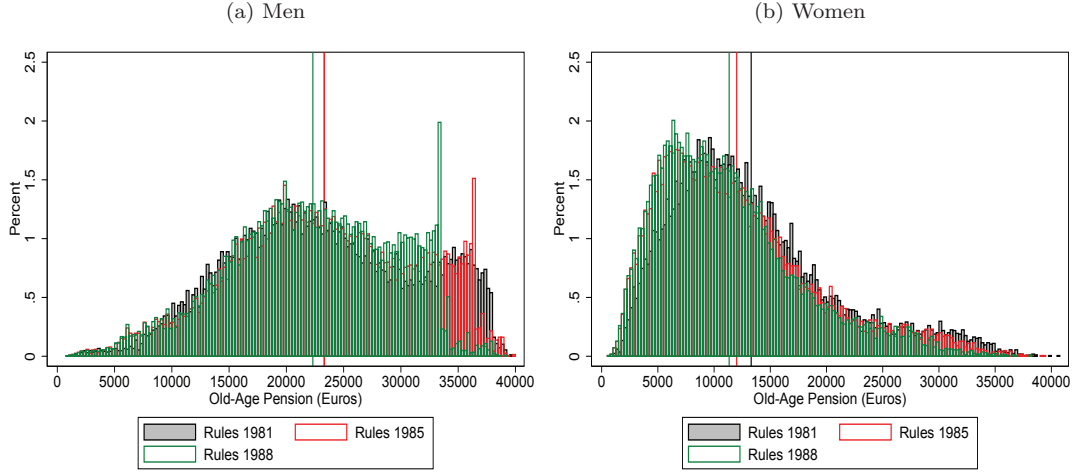 (a) Men
2.5
2
1.5
1
.5
0
Percent
0 5000 10000 15000 20000 25000 30000 35000 40000
Old-Age Pension (Euros)
Rules 1981 Rules 1985
Rules 1988
(b) Women
2.5
2
1.5
1
.5
0
Percent
0 5000 10000 15000 20000 25000 30000 35000 40000
Old-Age Pension (Euros)
Rules 1981 Rules 1985
Rules 1988